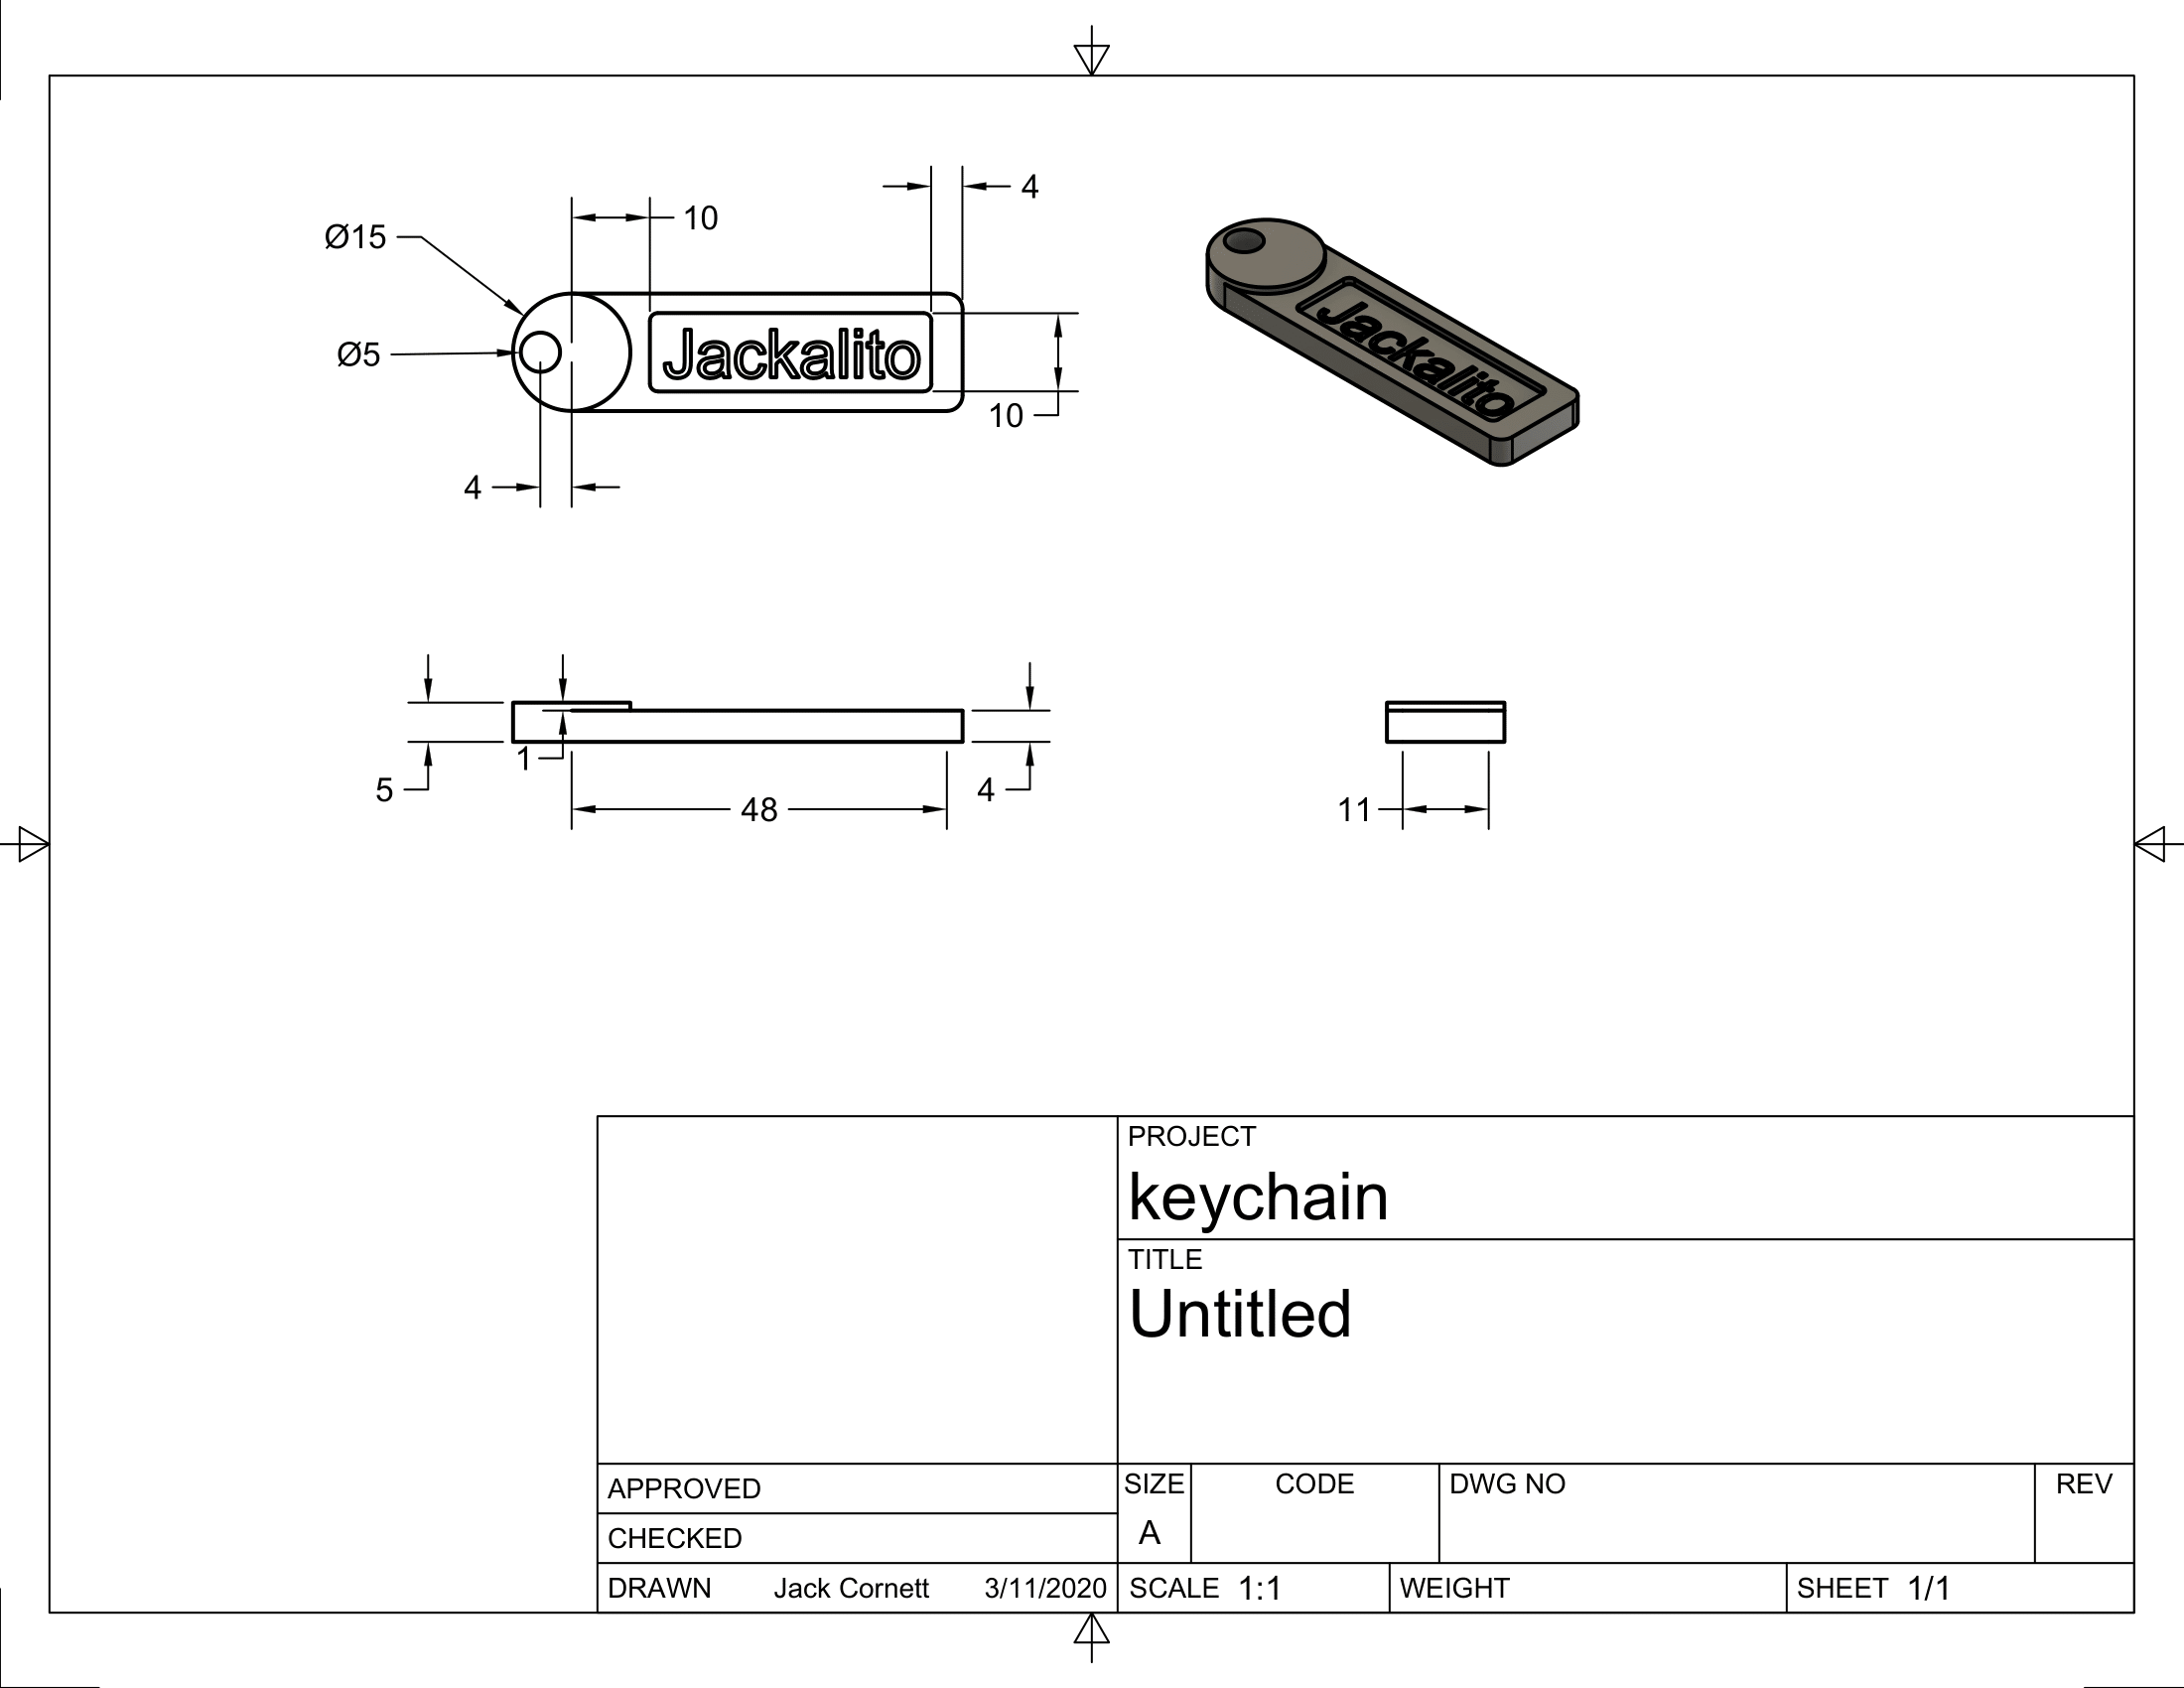 4
10
Ø15
Jackalito
Jackalito
Ø5
10
4
1
5
4
48
11
PROJECT
keychain
TITLE
Untitled
APPROVED
CHECKED
DRAWN Jack Cornett 3/11/2020
SIZE
A
CODE
DWG NO
REV
SCALE 1:1
WEIGHT
SHEET 1/1